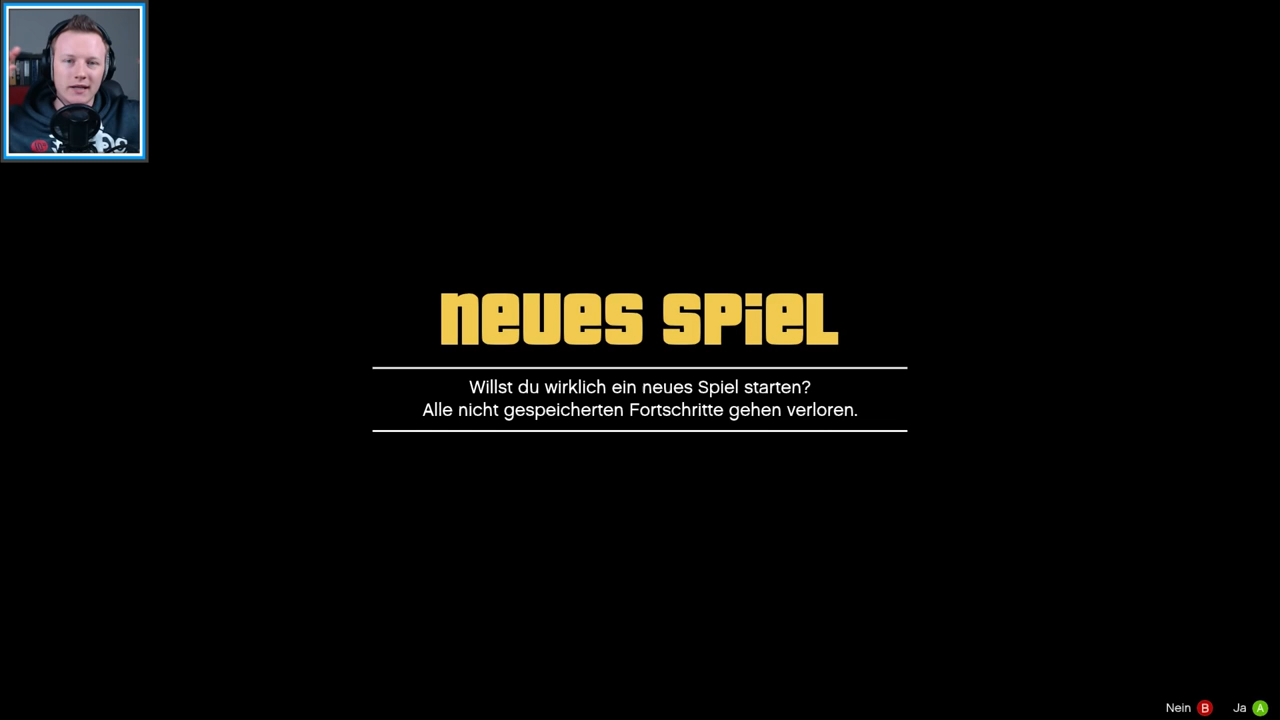 neues spiel
Willst du wirklich ein neues Spiel starten?
Alle nicht gespeicherten Fortschritte gehen verloren.
Nein B Ja A